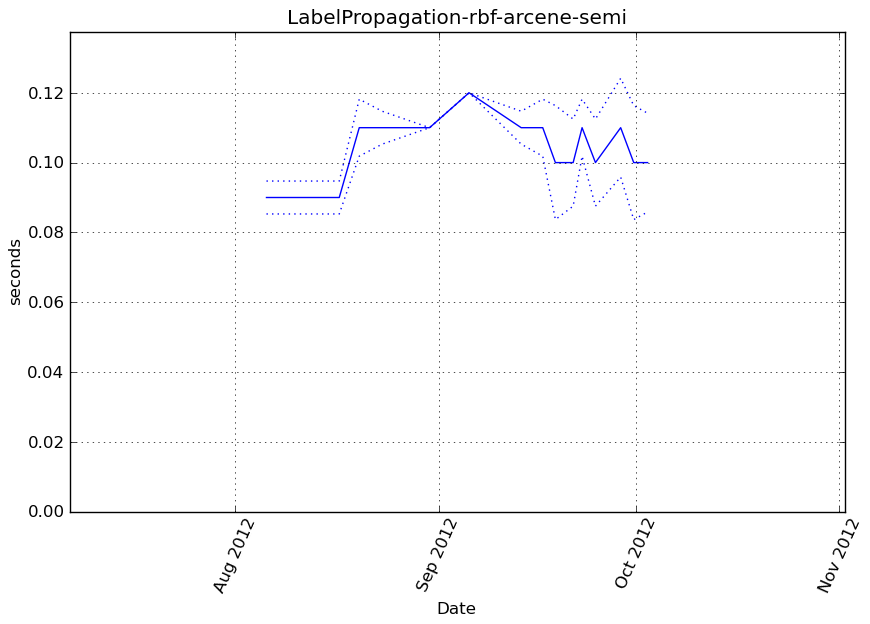 LabelPropagation-rbf-arcene-semi
0.12
0.10
0.08
0.06
0.04
0.02
0.00
seconds
Aug 2012
Sep 2012
Oct 2012
Nov 2012
Date